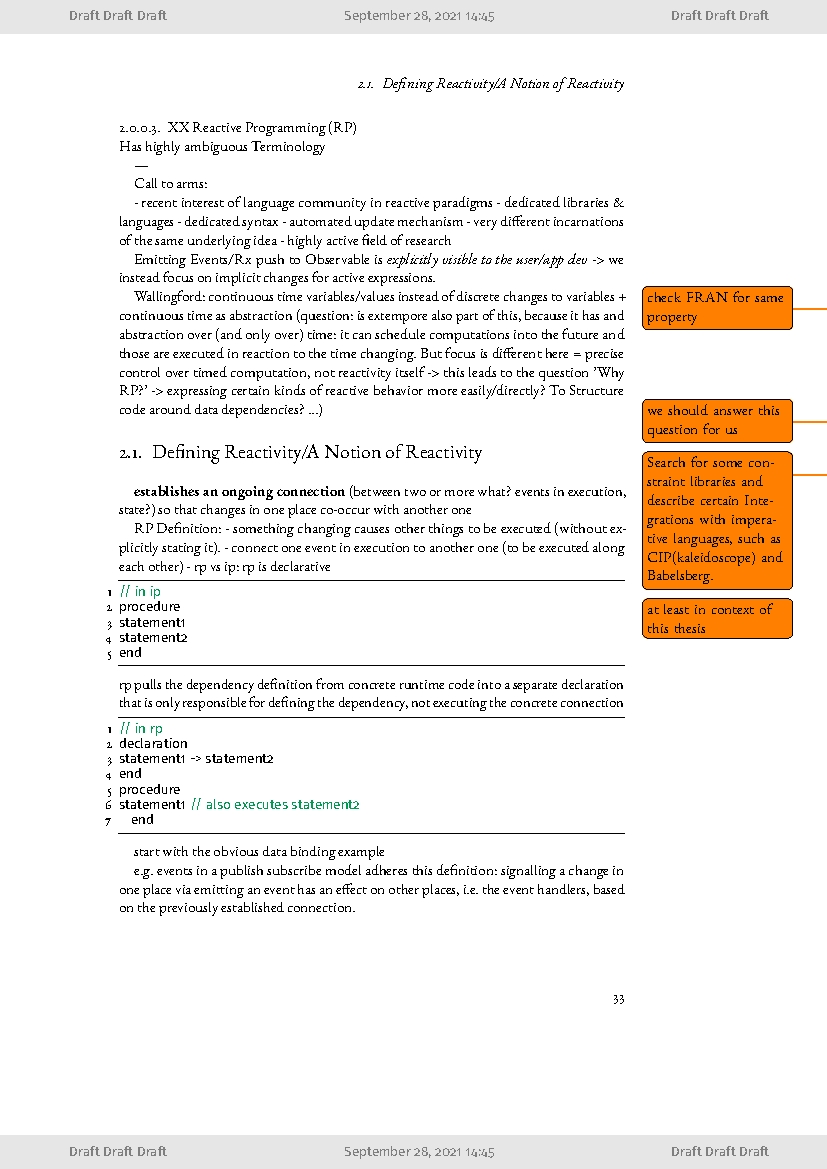 Draft Draft Draft September 28, 2021 14:45 Draft Draft Draft
2.1. Defining Reactivity/A Notion of Reactivity
2.0.0.3. XX Reactive Programming (RP)
Has highly ambiguous Terminology
—
Call to arms:
- recent interest of language community in reactive paradigms - dedicated libraries &
languages - dedicated syntax - automated update mechanism - very different incarnations
of the same underlying idea - highly active field of research
Emitting Events/Rx push to Observable is explicitly visible to the user/app dev -> we
instead focus on implicit changes for active expressions.
Wallingford: continuous time variables/values instead of discrete changes to variables +
continuous time as abstraction (question: is extempore also part of this, because it has and
abstraction over (and only over) time: it can schedule computations into the future and
those are executed in reaction to the time changing. But focus is different here = precise
control over timed computation, not reactivity itself -> this leads to the question ’Why
RP?’ -> expressing certain kinds of reactive behavior more easily/directly? To Structure
code around data dependencies? ...)
check FRAN for same
property
we should answer this
question for us
2.1. Defining Reactivity/A Notion of Reactivity
establishes an ongoing connection (between two or more what? events in execution,
state?) so that changes in one place co-occur with another one
RP Definition: - something changing causes other things to be executed (without ex-
plicitly stating it). - connect one event in execution to another one (to be executed along
each other) - rp vs ip: rp is declarative
Search for some con-
straint libraries and
describe certain Inte-
grations with impera-
tive languages, such as
CIP(kaleidoscope) and
Babelsberg.
at least in context of
this thesis
1 // in ip
2 procedure
3 statement1
4 statement2
5 end
rp pulls the dependency definition from concrete runtime code into a separate declaration
that is only responsible for defining the dependency, not executing the concrete connection
1 // in rp
2 declaration
3 statement1 -> statement2
4 end
5 procedure
6 statement1 // also executes statement2
7 end
start with the obvious data binding example
e.g. events in a publish subscribe model adheres this definition: signalling a change in
one place via emitting an event has an effect on other places, i.e. the event handlers, based
on the previously established connection.
33
Draft Draft Draft September 28, 2021 14:45 Draft Draft Draft